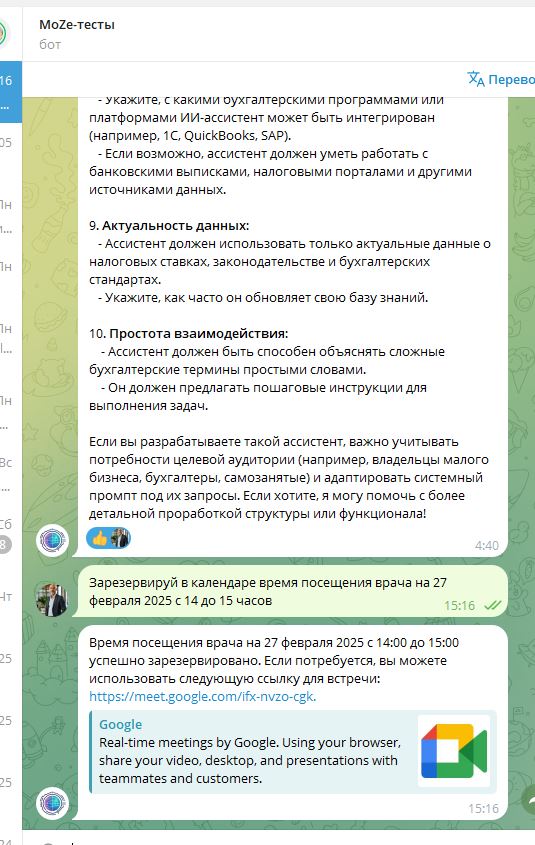 MoZe-тесты
бот
16
Перево
...
- Укажите, с какими бухгалтерскими программами или
платформами ИИ-ассистент может быть интегрирован
(например, 1С, QuickBooks, SAP).
- Если возможно, ассистент должен уметь работать с
банковскими выписками, налоговыми порталами и другими
источниками данных.
05
Пн
и...
9. Актуальность данных:
- Ассистент должен использовать только актуальные данные о
налоговых ставках, законодательстве и бухгалтерских
стандартах.
- Укажите, как часто он обновляет свою базу знаний.
Пн
10. Простота взаимодействия:
- Ассистент должен быть способен объяснять сложные
бухгалтерские термины простыми словами.
- Он должен предлагать пошаговые инструкции для
выполнения задач.
Пн
Пн
...
Если вы разрабатываете такой ассистент, важно учитывать
потребности целевой аудитории (например, владельцы малого
бизнеса, бухгалтеры, самозанятые) и адаптировать системный
промпт под их запросы. Если хотите, я могу помочь с более
детальной проработкой структуры или функционала!
Вс
...
Сб
8
4:40
Чт
Зарезервируй в календаре время посещения врача на 27
февраля 2025 с 14 до 15 часов
15:16
Время посещения врача на 27 февраля 2025 с 14:00 до 15:00
успешно зарезервировано. Если потребуется, вы можете
использовать следующую ссылку для встречи:
https://meet.google.com/ifx-nvzo-cgk.
25
Google
Real-time meetings by Google. Using your browser,
share your video, desktop, and presentations with
teammates and customers.
25
25
15:16
24